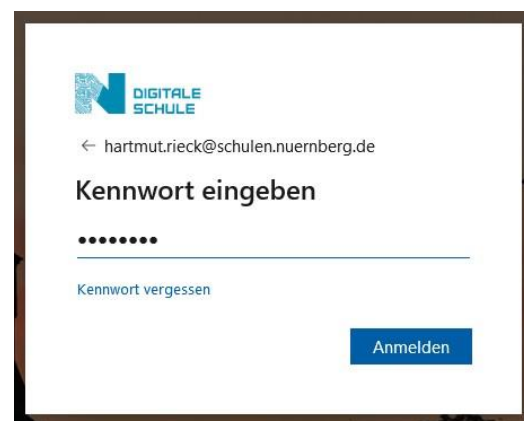 DIGITALE
SCHULE
← hartmut.rieck@schulen.nuernberg.de
Kennwort eingeben
••••••••
Kennwort vergessen
Anmelden